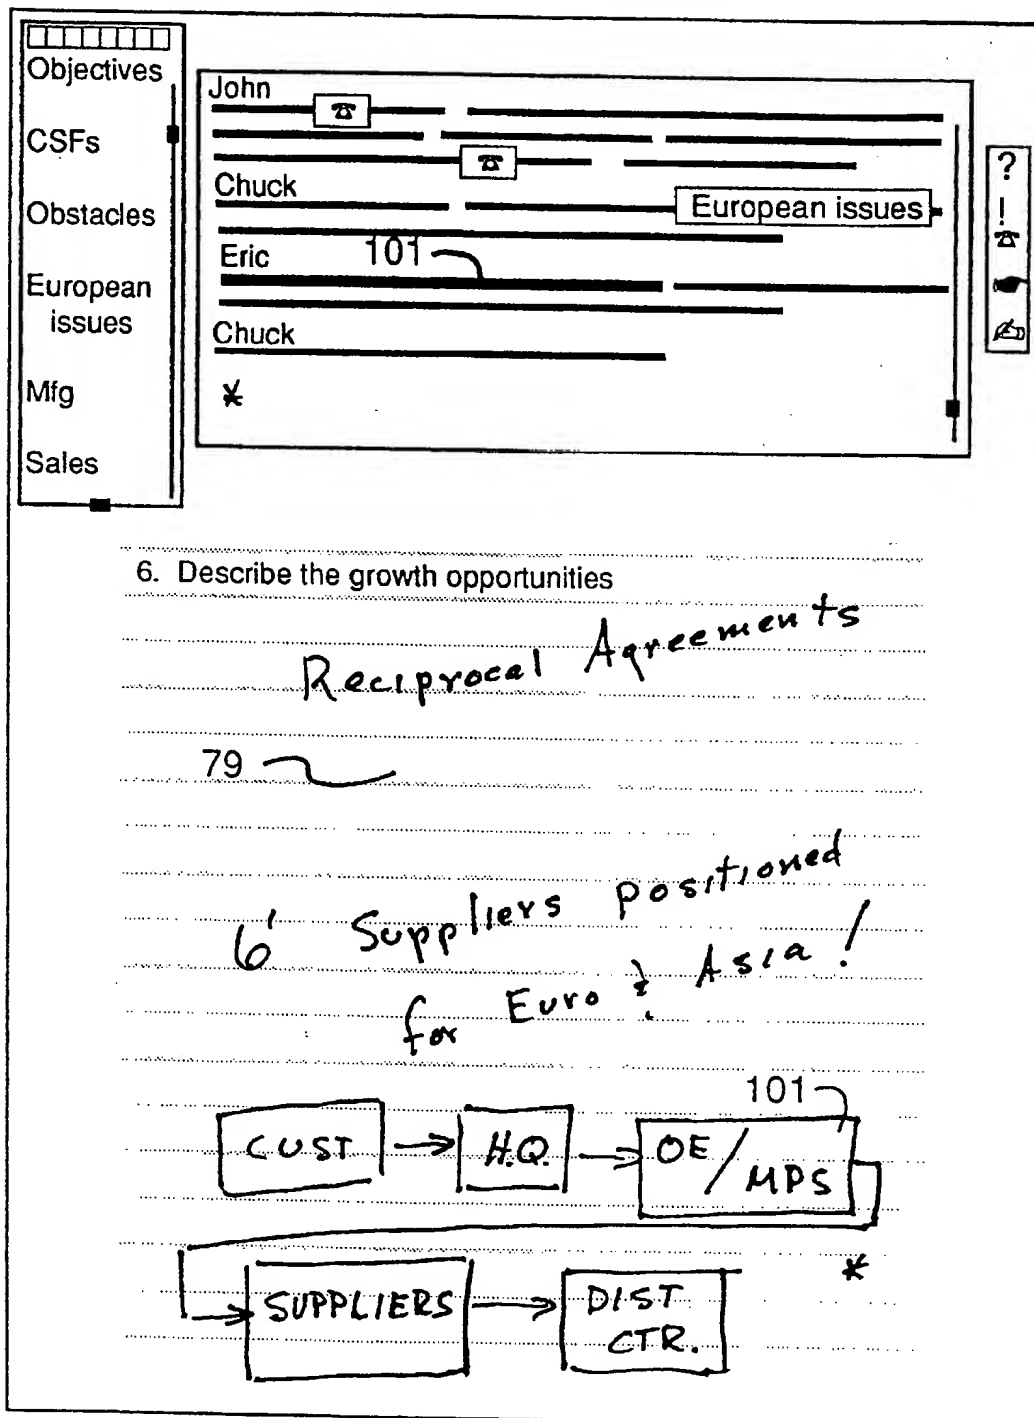 Objectives
CSFs
Obstacles
European
issues
Mfg
Sales
John
Chuck
European issues
Eric
101
Chuck
*
?
!
6. Describe the growth opportunities
Reciprocal Agreements
79
6' Suppliers positioned
for Euro & Asia!
101
CUST
H.Q.
OE/MPS
*
SUPPLIERS
DIST
CTR.